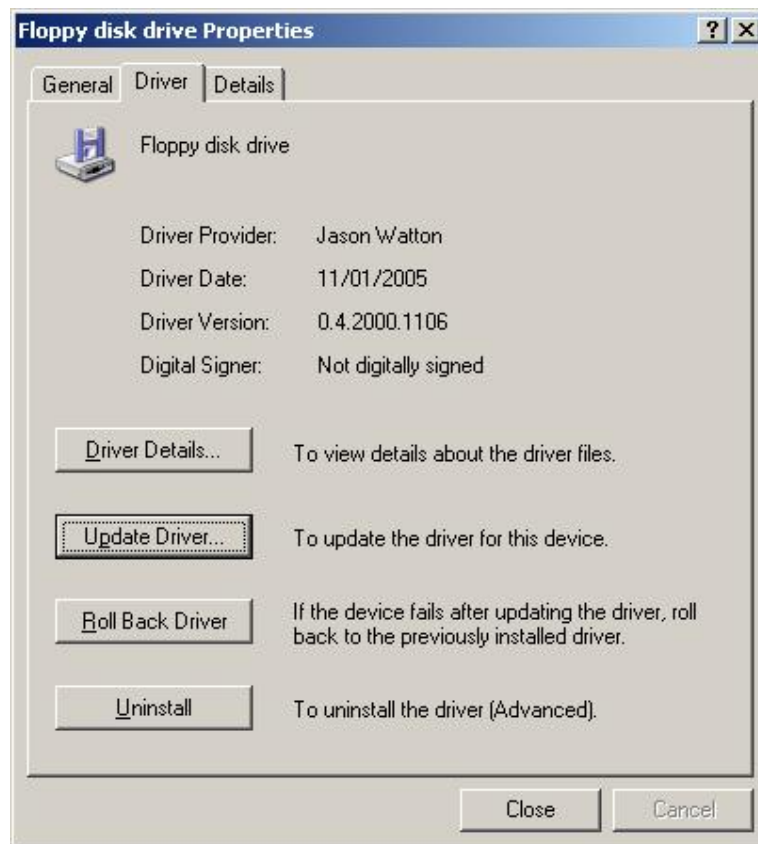 Floppy disk drive Properties
General Driver Details
Floppy disk drive
Driver Provider: Jason Watton
Driver Date: 11/01/2005
Driver Version: 0.4.2000.1106
Digital Signer: Not digitally signed
Driver Details... To view details about the driver files.
Update Driver... To update the driver for this device.
Roll Back Driver If the device fails after updating the driver, roll
back to the previously installed driver.
Uninstall To uninstall the driver (Advanced).
Close Cancel